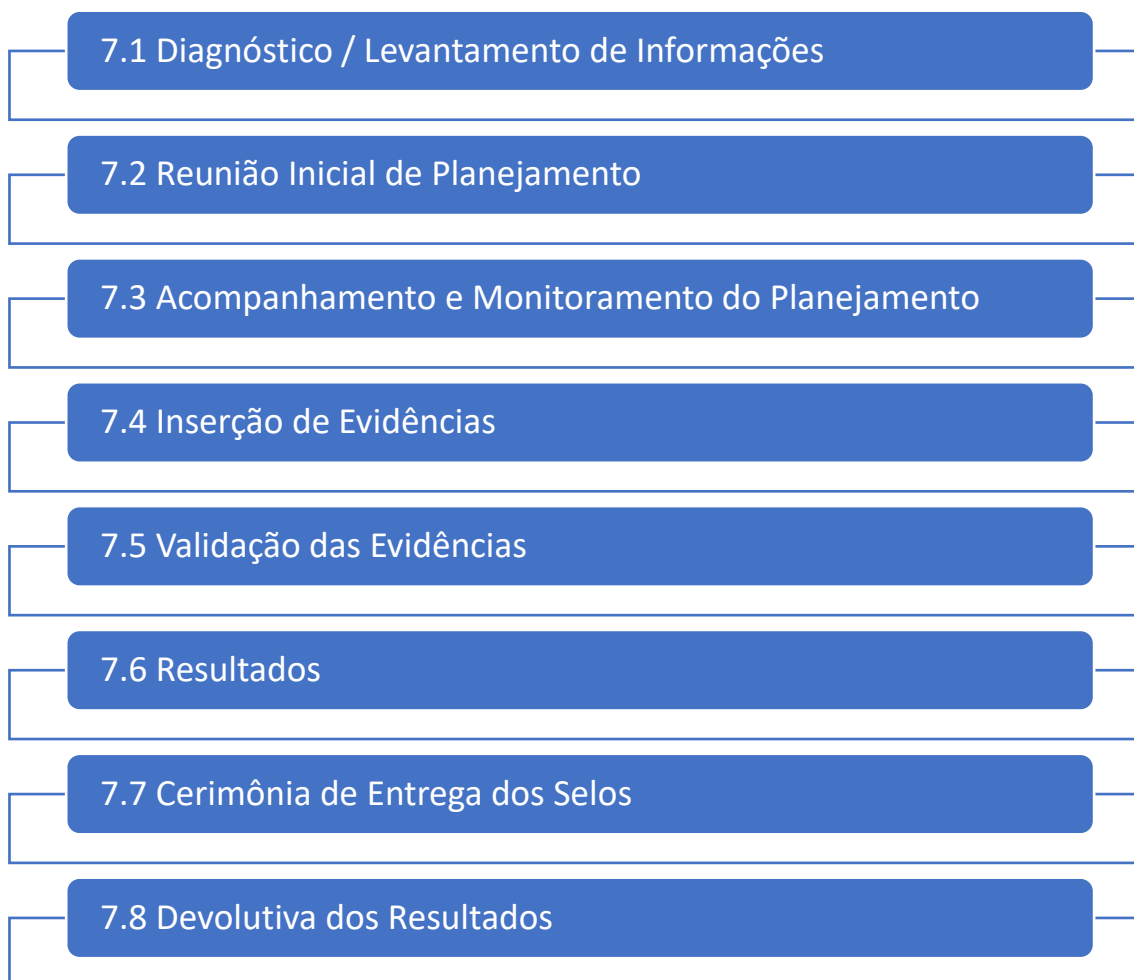 7.1 Diagnóstico / Levantamento de Informações
7.2 Reunião Inicial de Planejamento
7.3 Acompanhamento e Monitoramento do Planejamento
7.4 Inserção de Evidências
7.5 Validação das Evidências
7.6 Resultados
7.7 Cerimônia de Entrega dos Selos
7.8 Devolutiva dos Resultados